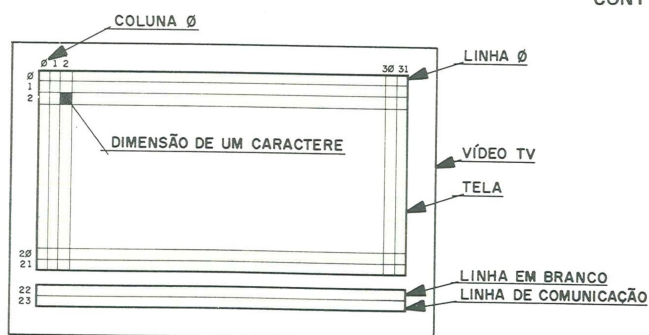 CONT
COLUNA Ø
Ø 1 2
3Ø 31
LINHA Ø
Ø
1
2
DIMENSÃO DE UM CARACTERE
VÍDEO TV
TELA
2Ø
21
22
23
LINHA EM BRANCO
LINHA DE COMUNICAÇÃO